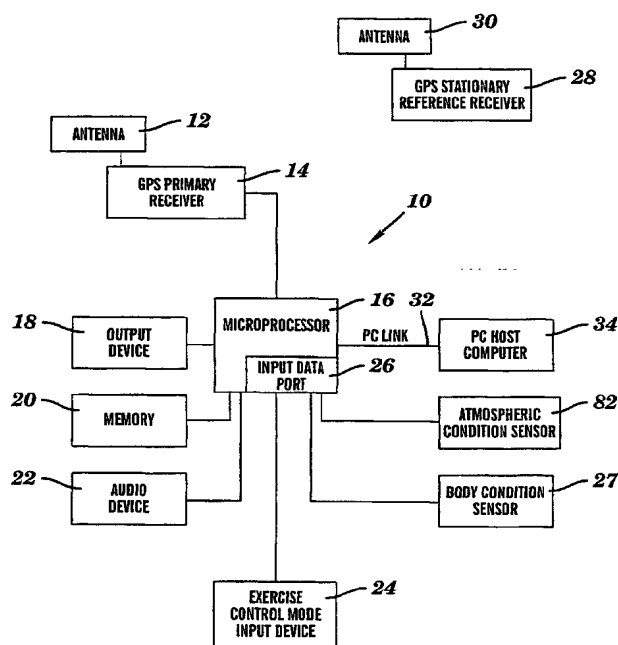 ANTENNA
30
GPS STATIONARY
REFERENCE RECEIVER
28
ANTENNA
12
GPS PRIMARY
RECEIVER
14
10
MICROPROCESSOR
16
INPUT DATA
PORT
26
PC LINK
32
PC HOST
COMPUTER
34
18
OUTPUT
DEVICE
20
MEMORY
22
AUDIO
DEVICE
ATMOSPHERIC
CONDITION SENSOR
82
BODY CONDITION
SENSOR
27
EXERCISE
CONTROL MODE
INPUT DEVICE
24